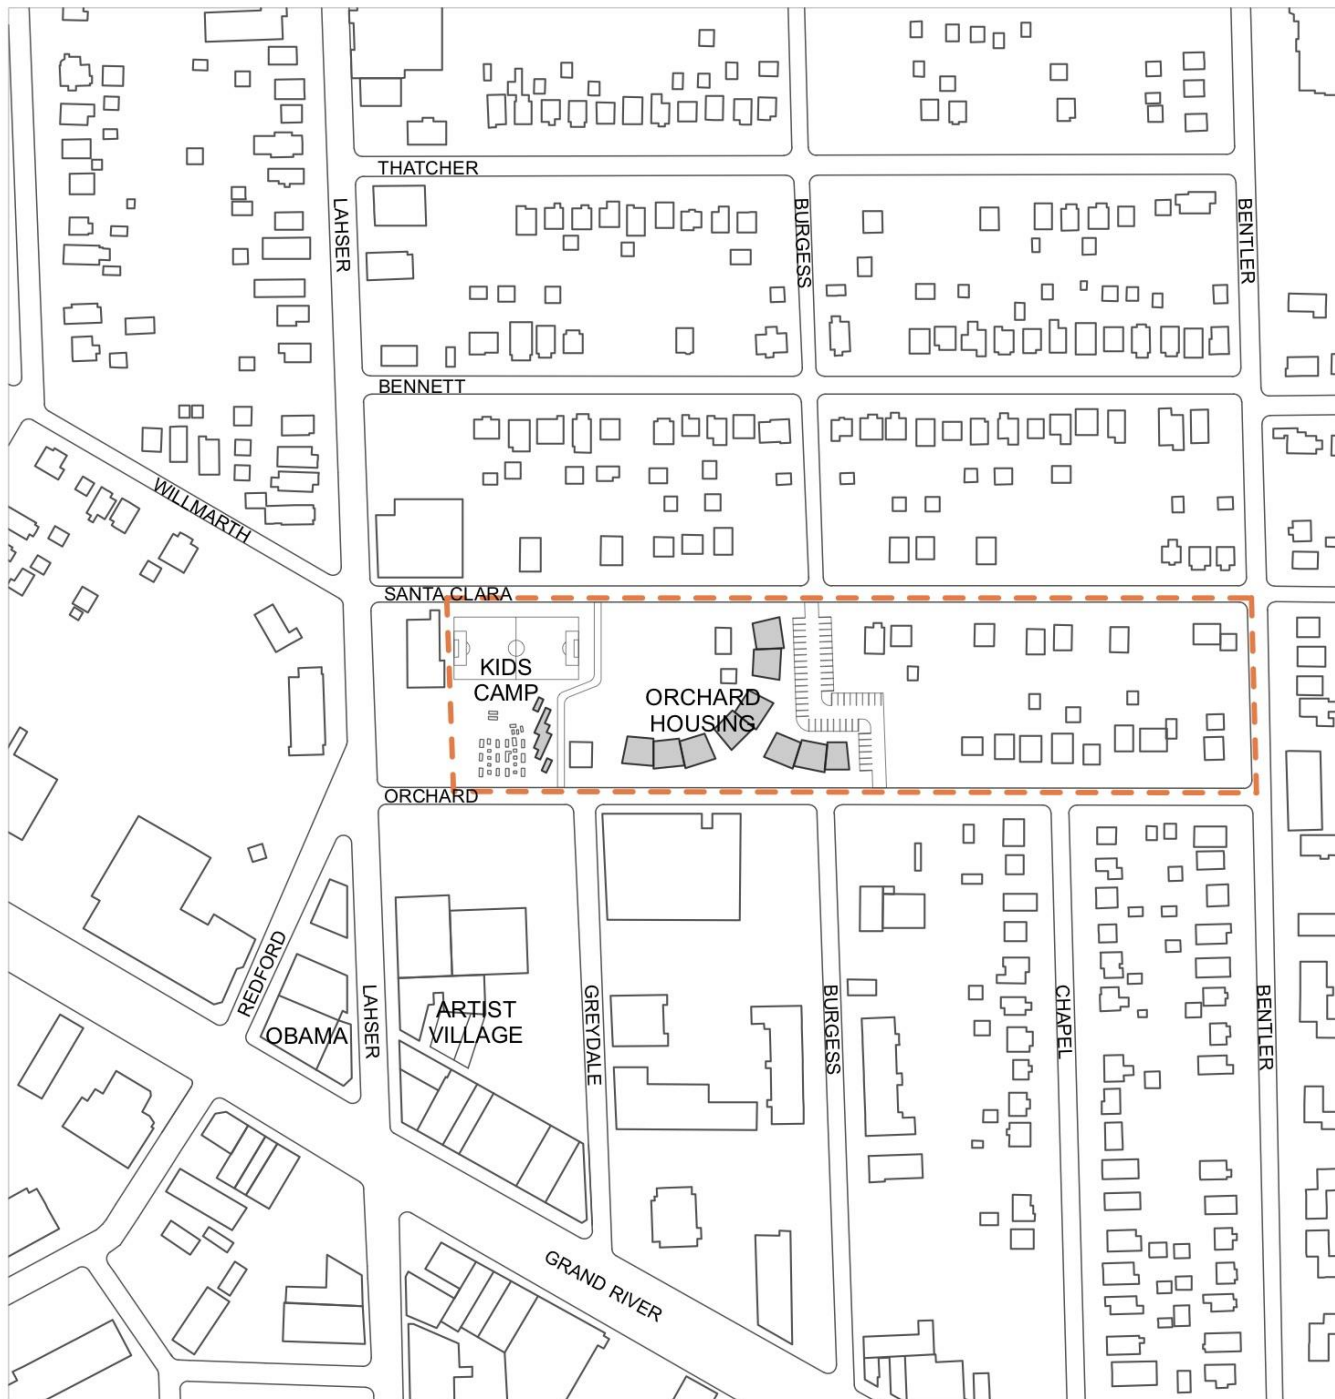 THATCHER
LAHSER
BURGESS
BENTLER
BENNETT
WILLMARTH
SANTA CLARA
KIDS
CAMP
ORCHARD
HOUSING
ORCHARD
REDFORD
OBAMA
LAHSER
ARTIST
VILLAGE
GREYDALE
BURGESS
CHAPEL
BENTLER
GRAND RIVER